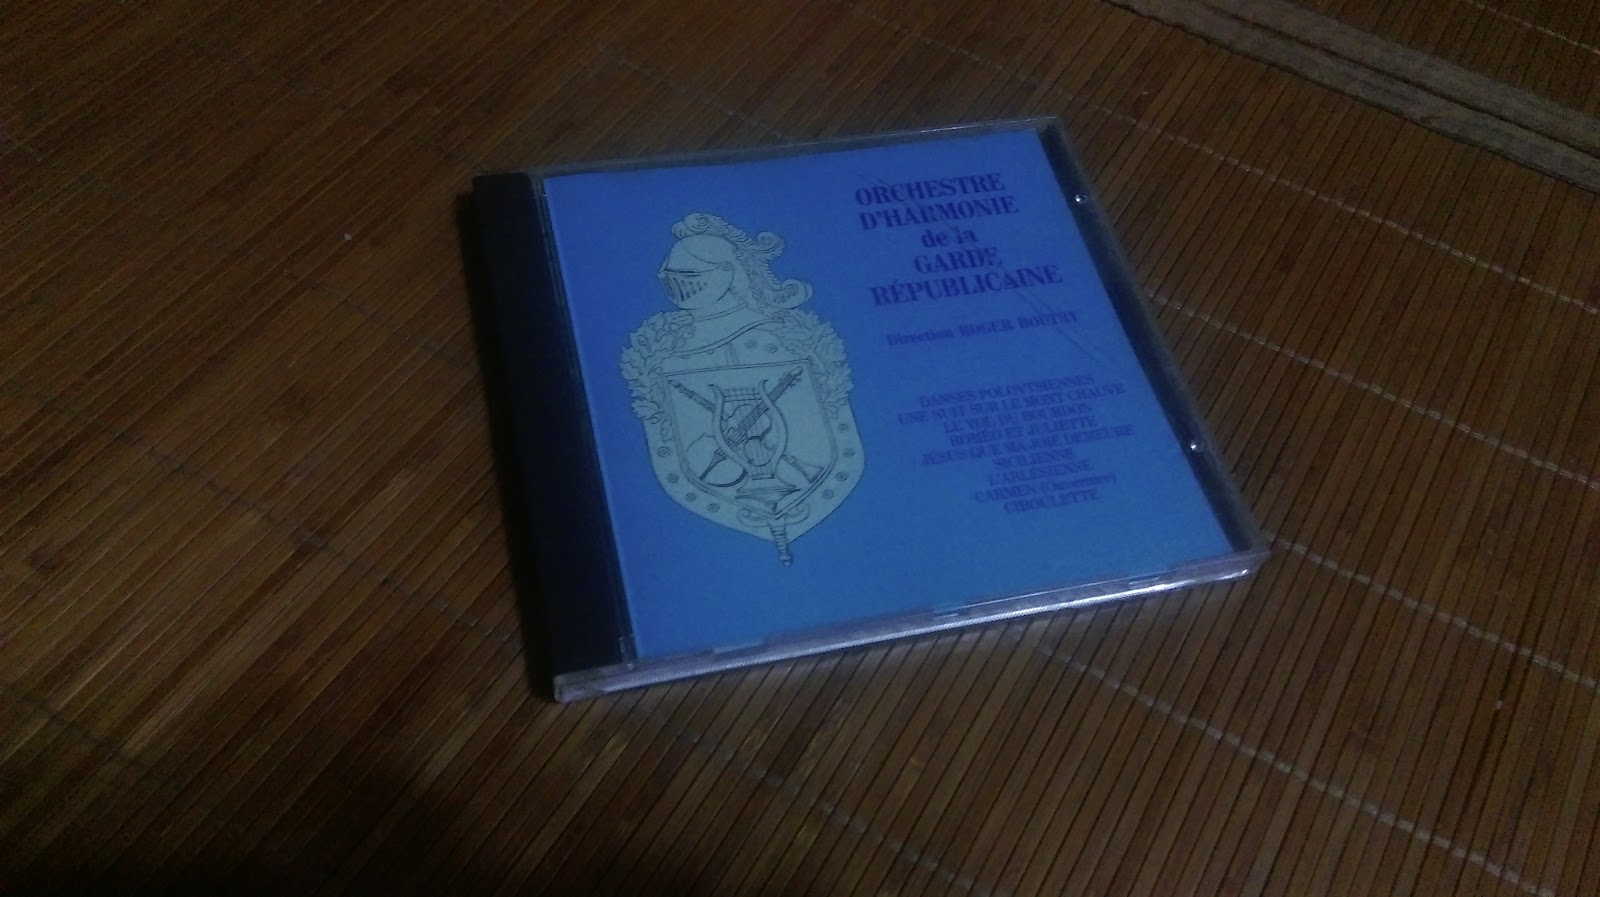 ORCHESTRE
D'HARMONIE
de la
GARDE
RÉPUBLICAINE
Direction ROGER BOUTRY
DANSES POLOVTSIENNES
UNE NUIT SUR LE MONT CHAUVE
LE VOL DU BOURDON
ROMÉO ET JULIETTE
JÉSUS QUE MA JOIE DEMEURE
SICILIENNE
L'ARLÉSIENNE
CARMEN (Ouverture)
CIBOULETTE